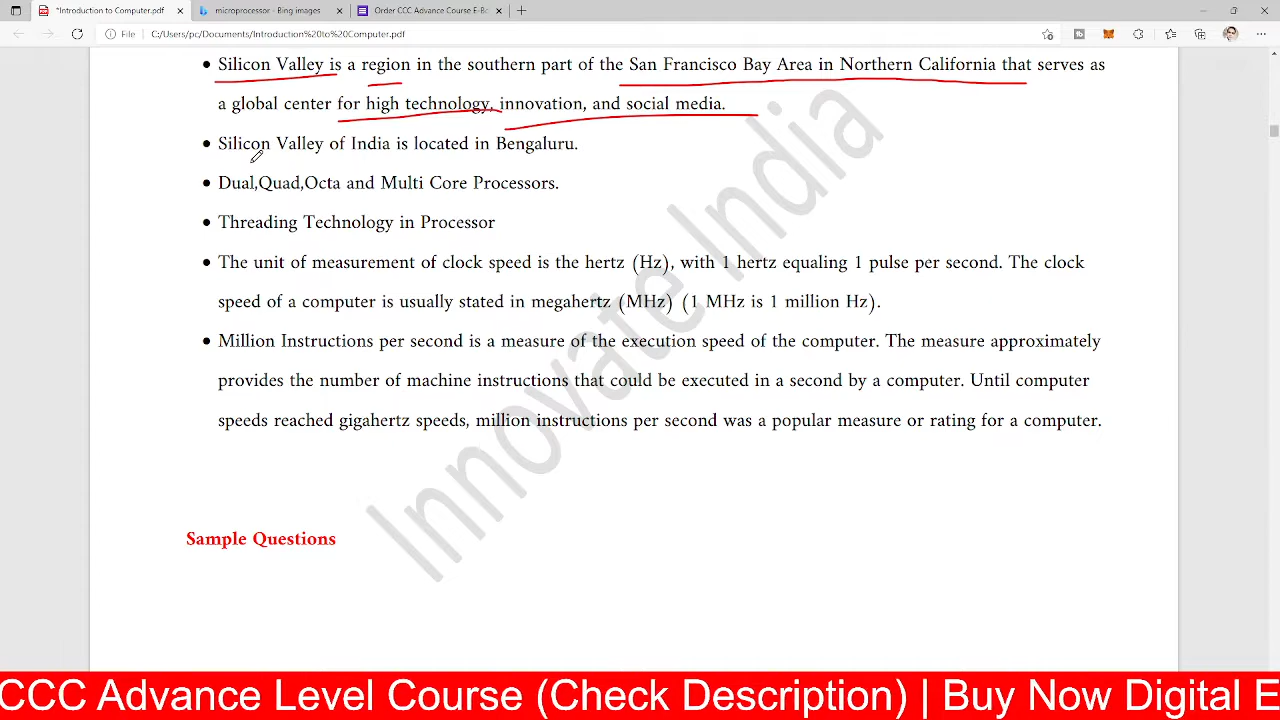 *Introduction to Computer.pdf
microprocessor - Bing images
Order CCC Advance Course E-Bo
File
C:/Users/pc/Documents/Introduction%20to%20Computer.pdf
• Silicon Valley is a region in the southern part of the San Francisco Bay Area in Northern California that serves as
a global center for high technology, innovation, and social media.
• Silicon Valley of India is located in Bengaluru.
• Dual,Quad,Octa and Multi Core Processors.
• Threading Technology in Processor
• The unit of measurement of clock speed is the hertz (Hz), with 1 hertz equaling 1 pulse per second. The clock
speed of a computer is usually stated in megahertz (MHz) (1 MHz is 1 million Hz).
• Million Instructions per second is a measure of the execution speed of the computer. The measure approximately
provides the number of machine instructions that could be executed in a second by a computer. Until computer
speeds reached gigahertz speeds, million instructions per second was a popular measure or rating for a computer.
Innovate India
Sample Questions
CCC Advance Level Course (Check Description) | Buy Now Digital E